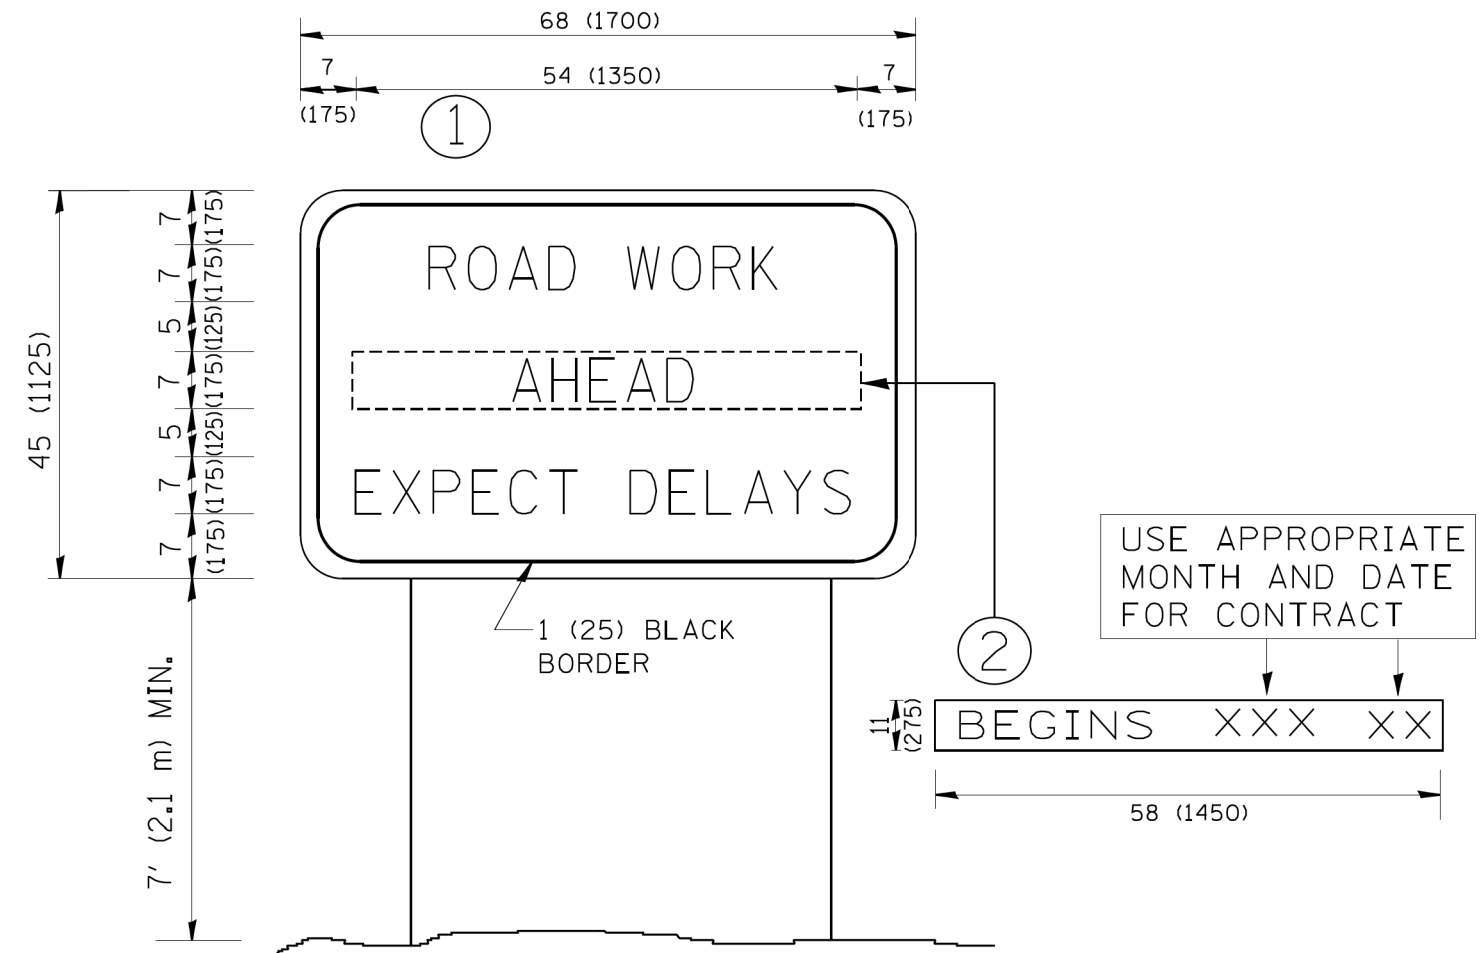 68 (1700)
7 54 (1350) 7
(175) (175)
1
7 (175)
7 (175)
5 (125)
7 (175)
5 (125)
7 (175)
7 (175)
45 (1125)
ROAD WORK
AHEAD
EXPECT DELAYS
1 (25) BLACK
BORDER
7' (2.1 m) MIN.
USE APPROPRIATE
MONTH AND DATE
FOR CONTRACT
2
11
(275)
BEGINS XXX XX
58 (1450)